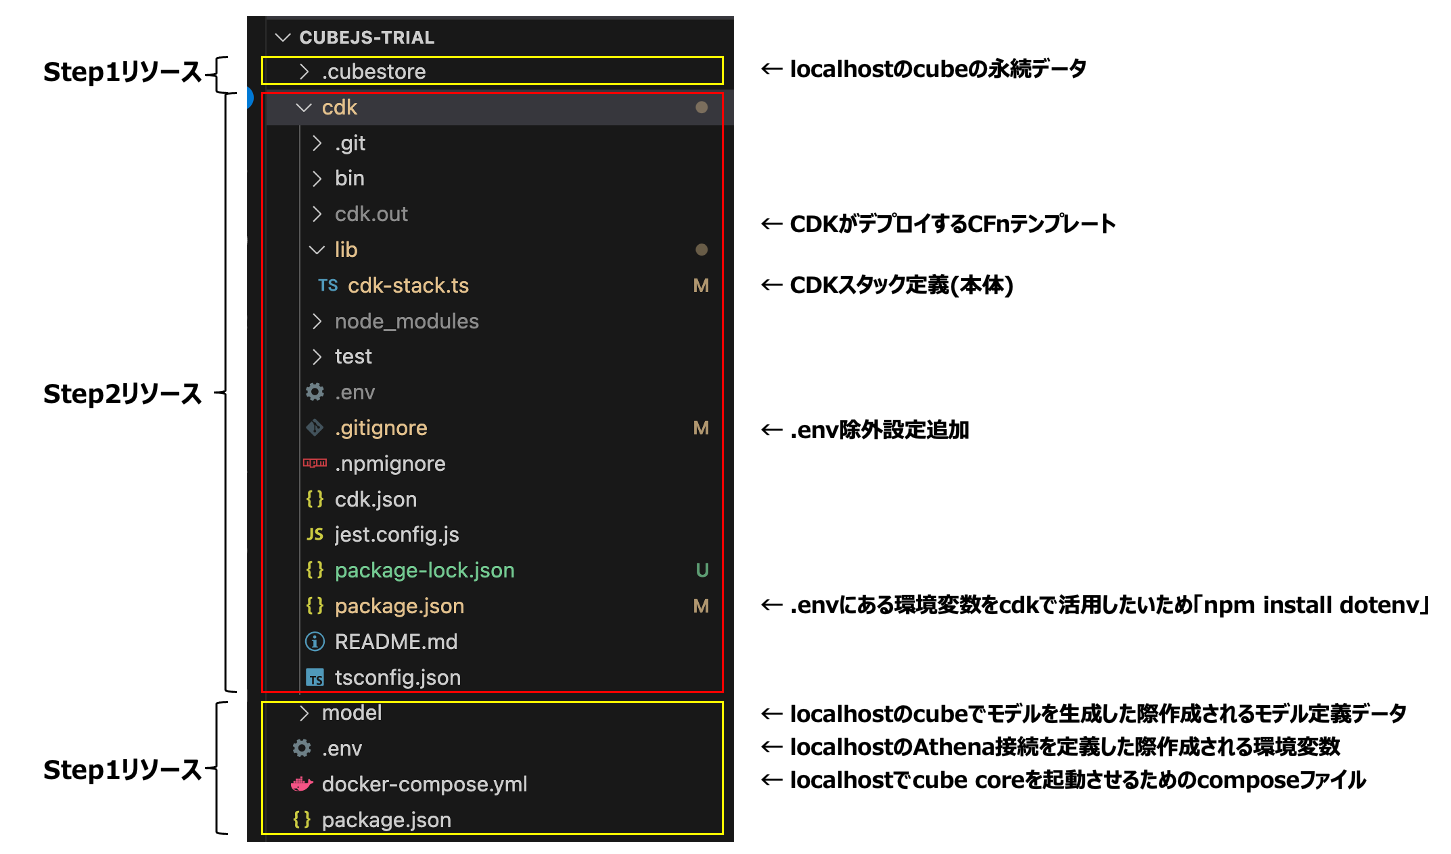 CUBEJS-TRIAL
Step1リソース
.cubestore
← localhostのcubeの永続データ
cdk
.git
bin
cdk.out
← CDKがデプロイするCFnテンプレート
lib
TS cdk-stack.ts M
← CDKスタック定義(本体)
node_modules
test
Step2リソース
.env
.gitignore M
← .env除外設定追加
.npmignore
{} cdk.json
JS jest.config.js
{} package-lock.json U
{} package.json M
← .envにある環境変数をcdkで活用したいため「npm install dotenv」
README.md
TS tsconfig.json
model
← localhostのcubeでモデルを生成した際作成されるモデル定義データ
.env
← localhostのAthena接続を定義した際作成される環境変数
Step1リソース
docker-compose.yml
← localhostでcube coreを起動させるためのcomposeファイル
{} package.json